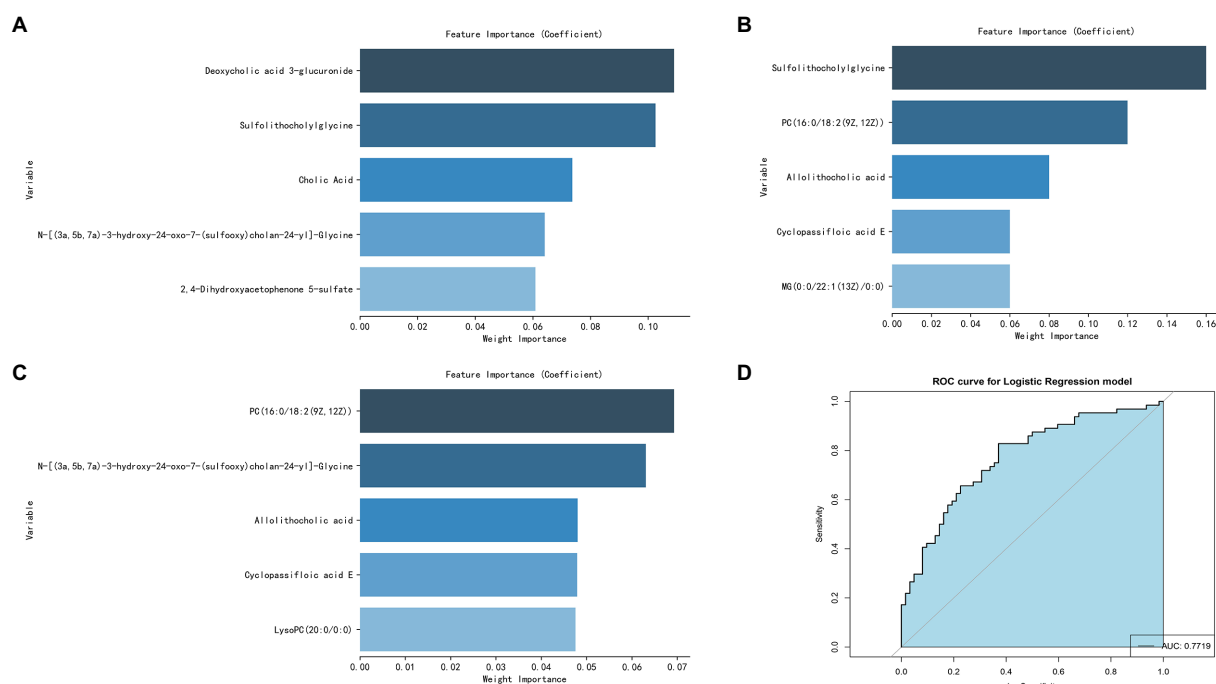 A
Feature Importance (Coefficient)
Deoxycholic acid 3-glucuronide
Sulfolithocholylglycine
Cholic Acid
N-[(3a,5b,7a)-3-hydroxy-24-oxo-7-(sulfooxy)cholan-24-yl]-Glycine
2,4-Dihydroxyacetophenone 5-sulfate
Variable
0.00 0.02 0.04 0.06 0.08 0.10
Weight Importance
B
Feature Importance (Coefficient)
Sulfolithocholylglycine
PC(16:0/18:2(9Z,12Z))
Allolithocholic acid
Cyclopassifloic acid E
MG(0:0/22:1(13Z)/0:0)
Variable
0.00 0.02 0.04 0.06 0.08 0.10 0.12 0.14 0.16
Weight Importance
C
Feature Importance (Coefficient)
PC(16:0/18:2(9Z,12Z))
N-[(3a,5b,7a)-3-hydroxy-24-oxo-7-(sulfooxy)cholan-24-yl]-Glycine
Allolithocholic acid
Cyclopassifloic acid E
LysoPC(20:0/0:0)
Variable
0.00 0.01 0.02 0.03 0.04 0.05 0.06 0.07
Weight Importance
D
ROC curve for Logistic Regression model
Sensitivity
1.0
0.8
0.6
0.4
0.2
0.0
AUC: 0.7719
0.0 0.2 0.4 0.6 0.8 1.0